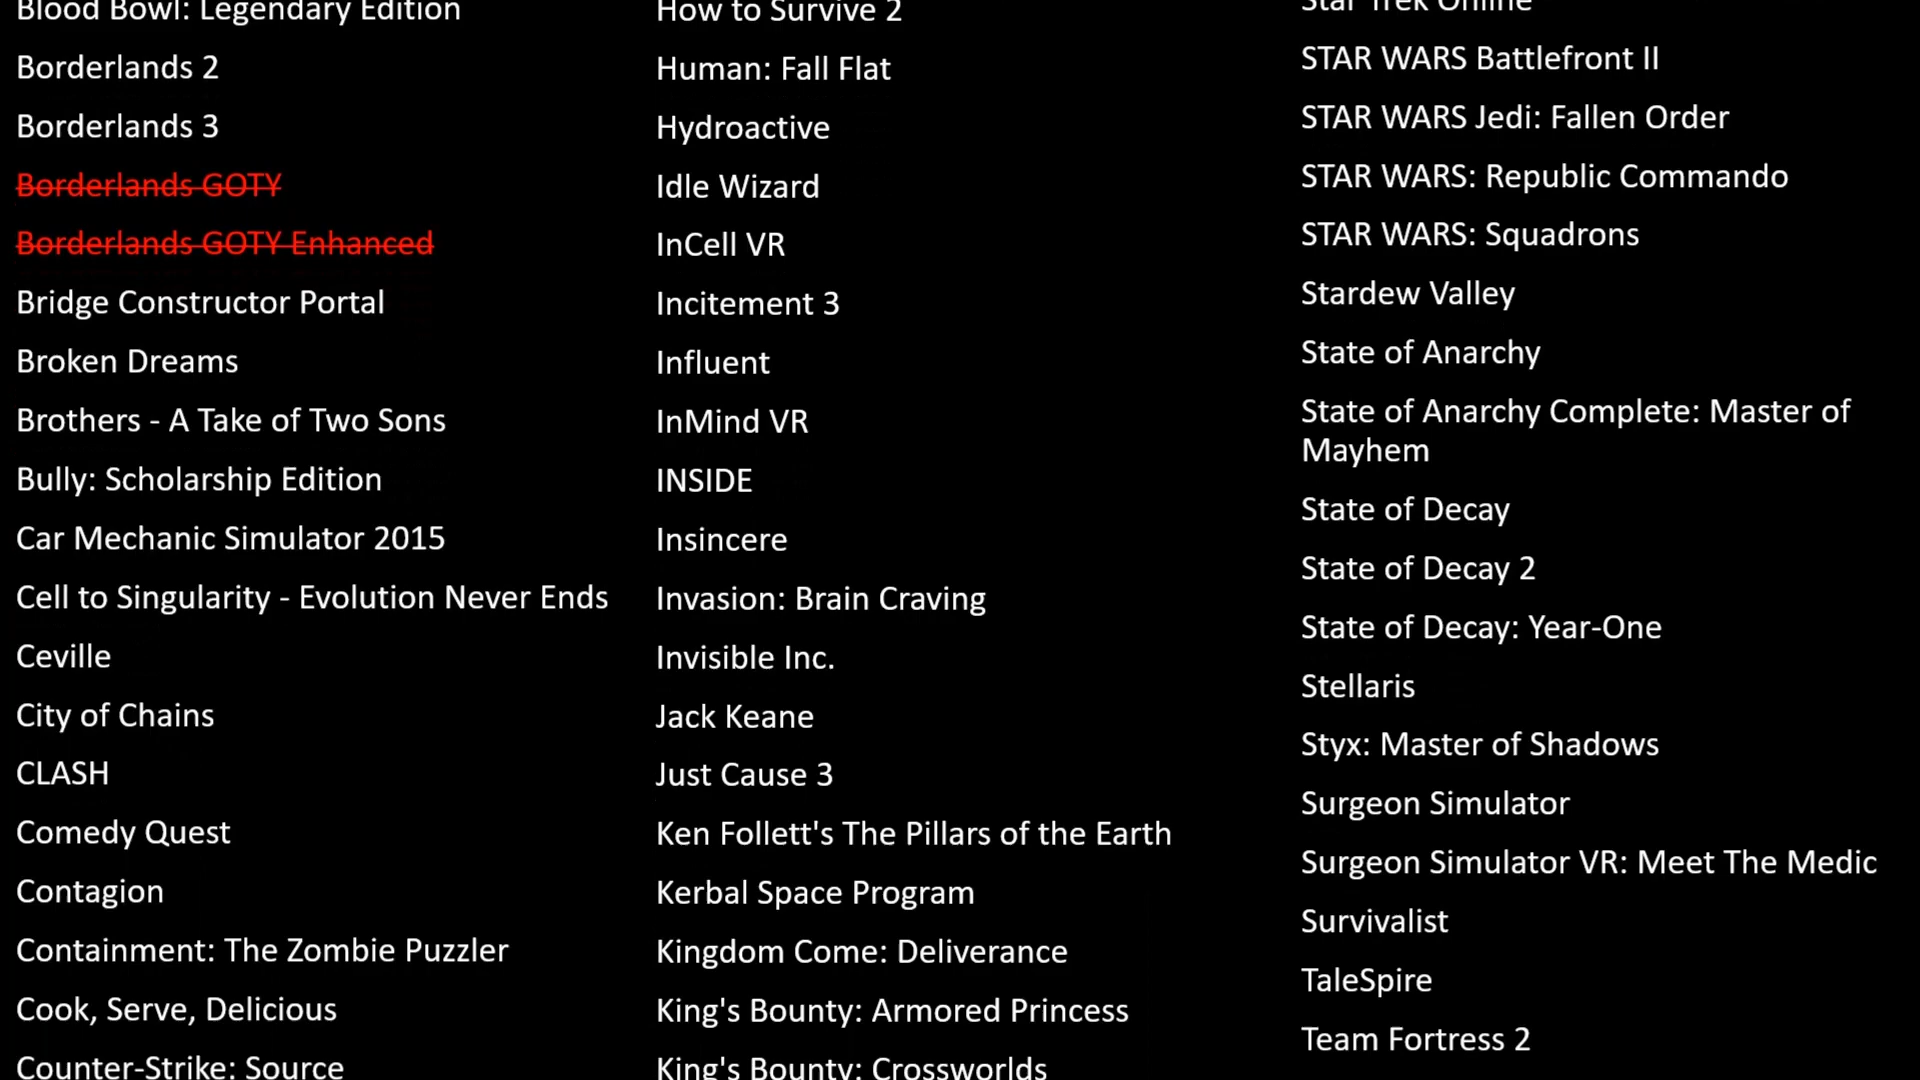 Blood Bowl: Legendary Edition
Borderlands 2
Borderlands 3
Borderlands GOTY
Borderlands GOTY Enhanced
Bridge Constructor Portal
Broken Dreams
Brothers - A Take of Two Sons
Bully: Scholarship Edition
Car Mechanic Simulator 2015
Cell to Singularity - Evolution Never Ends
Ceville
City of Chains
CLASH
Comedy Quest
Contagion
Containment: The Zombie Puzzler
Cook, Serve, Delicious
Counter-Strike: Source
How to Survive 2
Human: Fall Flat
Hydroactive
Idle Wizard
InCell VR
Incitement 3
Influent
InMind VR
INSIDE
Insincere
Invasion: Brain Craving
Invisible Inc.
Jack Keane
Just Cause 3
Ken Follett's The Pillars of the Earth
Kerbal Space Program
Kingdom Come: Deliverance
King's Bounty: Armored Princess
King's Bounty: Crossworlds
Star Trek Online
STAR WARS Battlefront II
STAR WARS Jedi: Fallen Order
STAR WARS: Republic Commando
STAR WARS: Squadrons
Stardew Valley
State of Anarchy
State of Anarchy Complete: Master of
Mayhem
State of Decay
State of Decay 2
State of Decay: Year-One
Stellaris
Styx: Master of Shadows
Surgeon Simulator
Surgeon Simulator VR: Meet The Medic
Survivalist
TaleSpire
Team Fortress 2